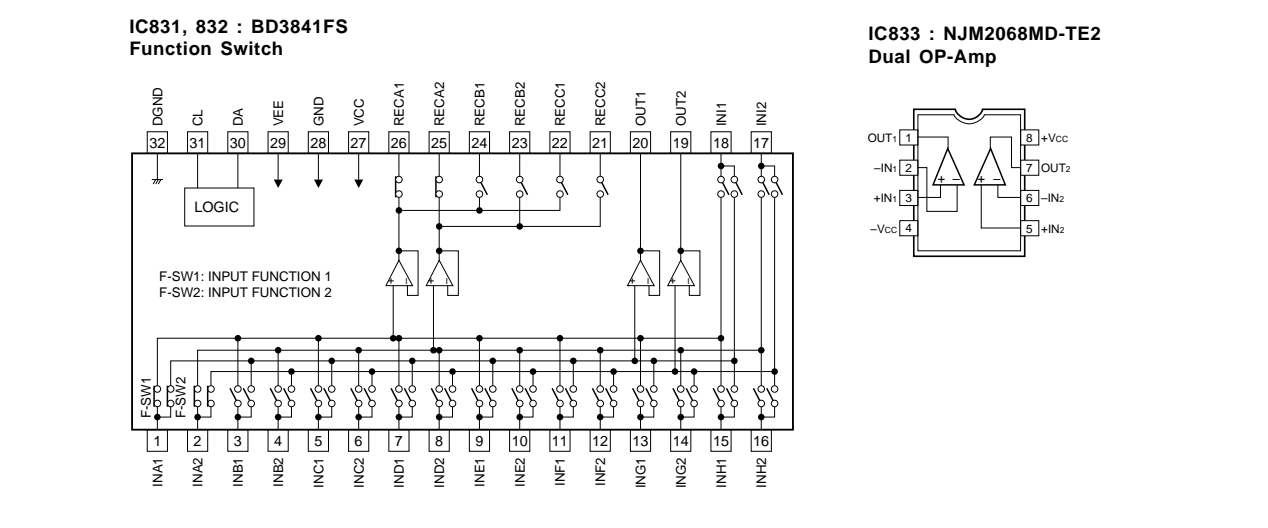 IC831, 832 : BD3841FS
Function Switch
DGND
CL
DA
VEE
GND
VCC
RECA1
RECA2
RECB1
RECB2
RECC1
RECC2
OUT1
OUT2
INI1
INI2
32
31
30
29
28
27
26
25
24
23
22
21
20
19
18
17
LOGIC
F-SW1: INPUT FUNCTION 1
F-SW2: INPUT FUNCTION 2
+ −
+ −
+ −
+ −
F-SW1
F-SW2
1
2
3
4
5
6
7
8
9
10
11
12
13
14
15
16
INA1
INA2
INB1
INB2
INC1
INC2
IND1
IND2
INE1
INE2
INF1
INF2
ING1
ING2
INH1
INH2
IC833 : NJM2068MD-TE2
Dual OP-Amp
OUT1 1
8 +Vcc
–IN1 2
7 OUT2
+ −
+ −
+IN1 3
6 –IN2
–Vcc 4
5 +IN2